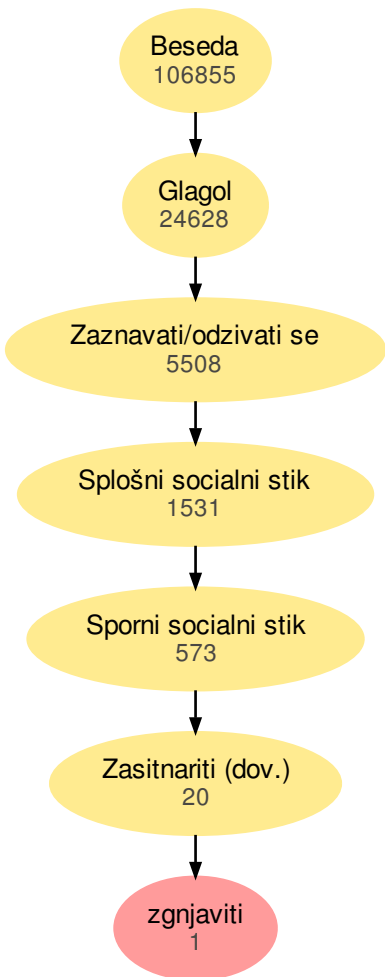 Beseda
106855
Glagol
24628
Zaznavati/odzivati se
5508
Splošni socialni stik
1531
Sporni socialni stik
573
Zasitnariti (dov.)
20
zgnjaviti
1